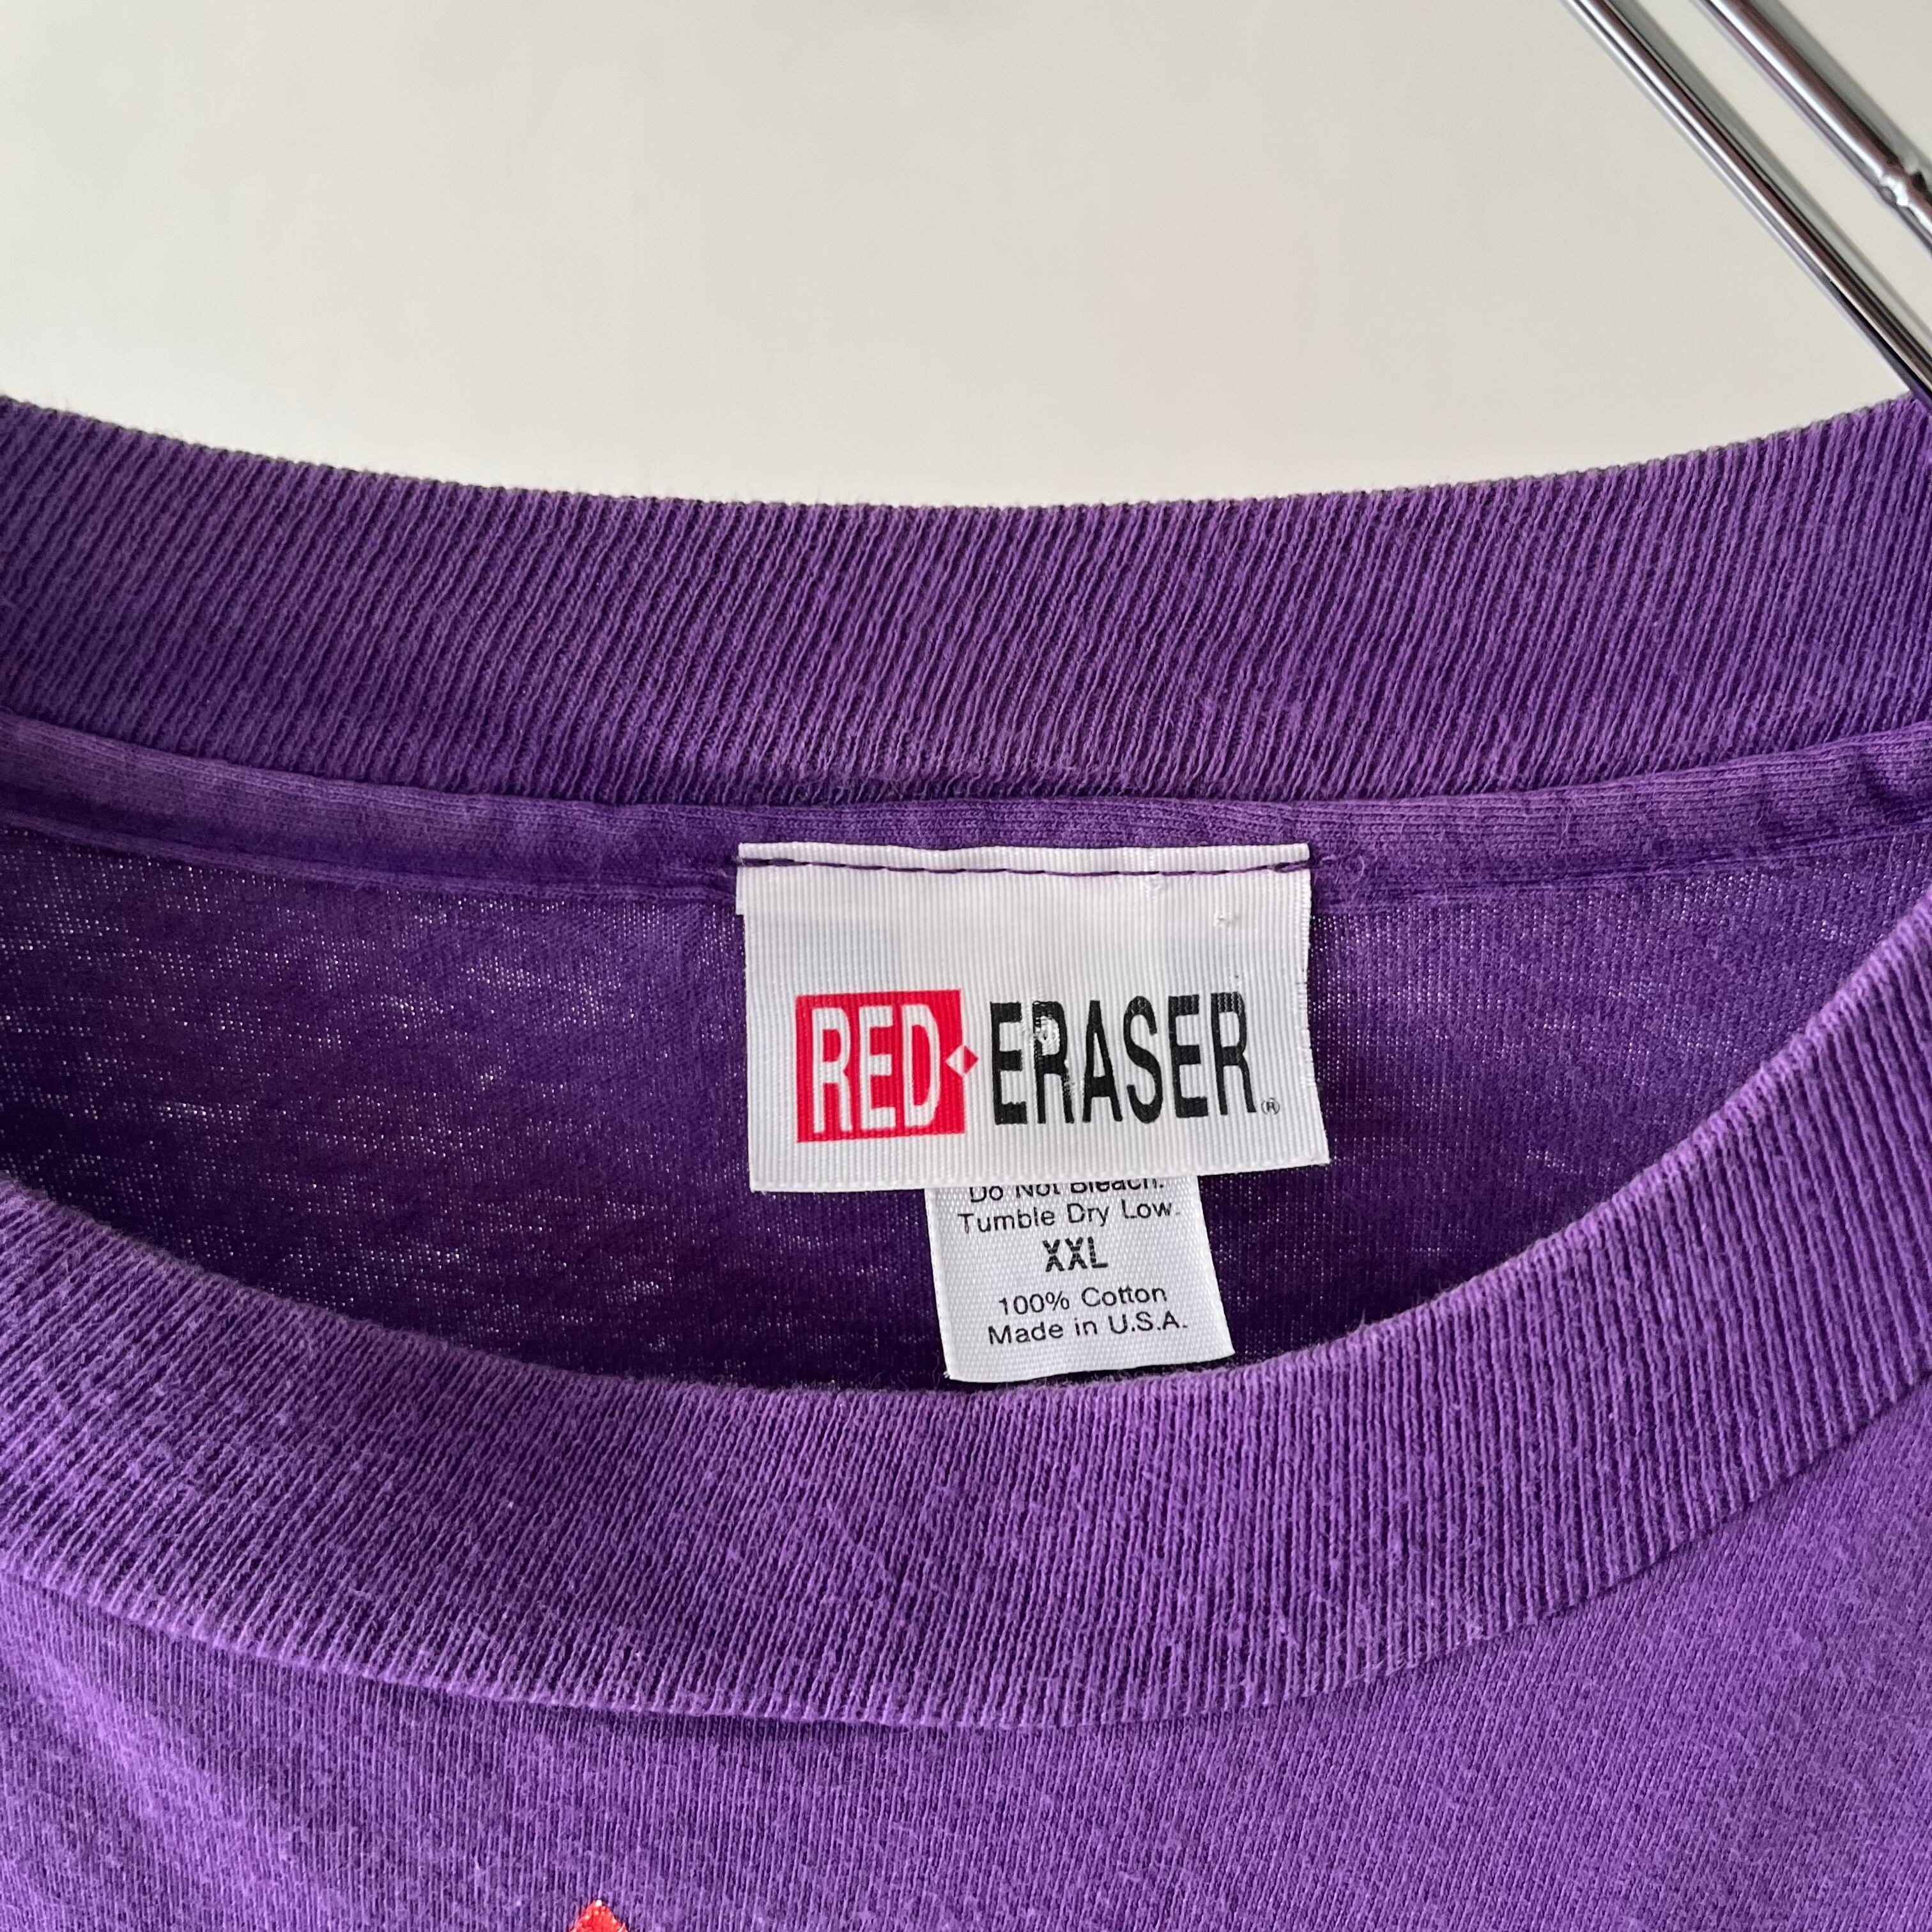 RED ERASER®
Do Not Bleach.
Tumble Dry Low.
XXL
100% Cotton
Made in U.S.A.